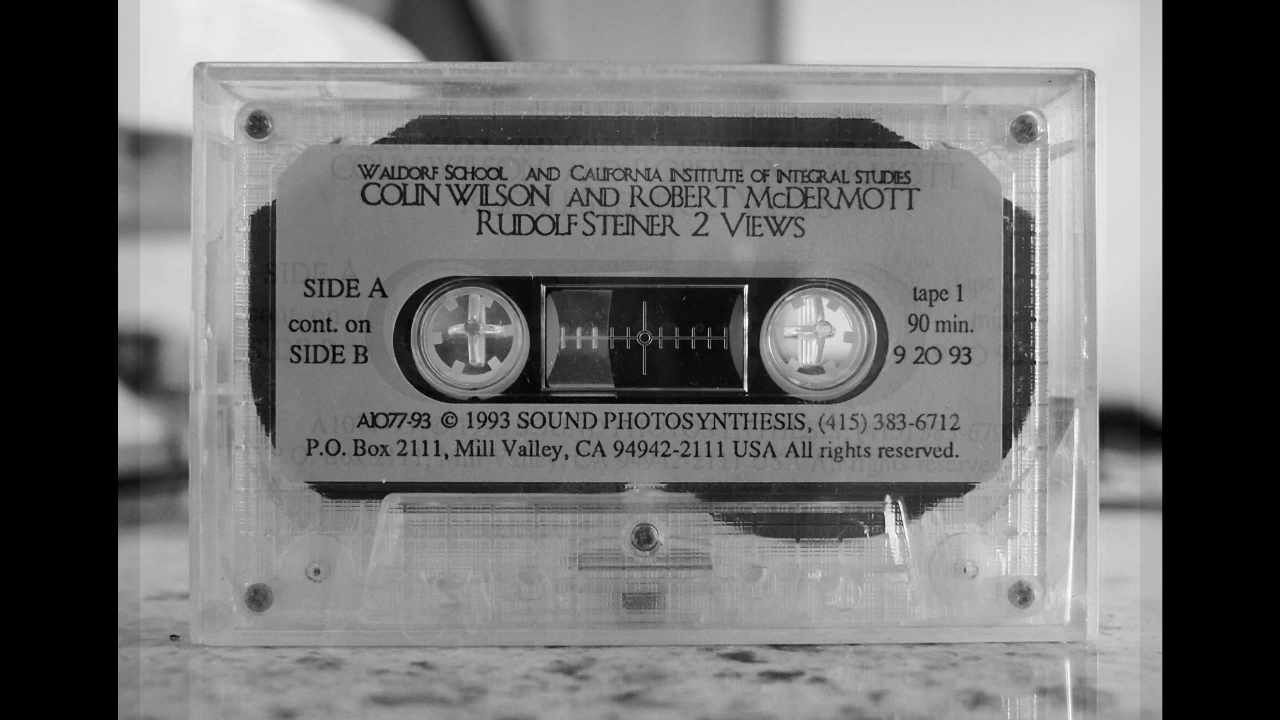 WALDORF SCHOOL AND CALIFORNIA INSTITUTE OF INTEGRAL STUDIES
COLIN WILSON AND ROBERT McDERMOTT
RUDOLF STEINER 2 VIEWS
SIDE A
cont. on
SIDE B
tape 1
90 min.
9 20 93
A1077-93 © 1993 SOUND PHOTOSYNTHESIS, (415) 383-6712
P.O. Box 2111, Mill Valley, CA 94942-2111 USA All rights reserved.